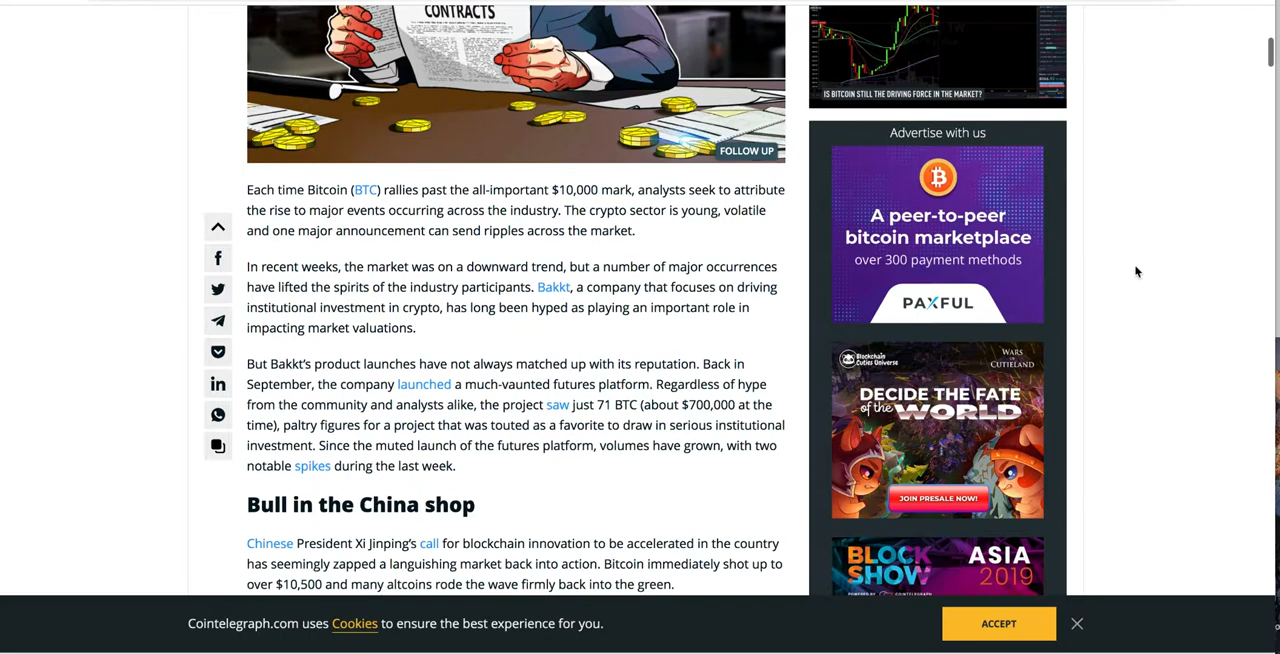 CONTRACTS
FOLLOW UP
Each time Bitcoin (BTC) rallies past the all-important $10,000 mark, analysts seek to attribute
the rise to major events occurring across the industry. The crypto sector is young, volatile
and one major announcement can send ripples across the market.
In recent weeks, the market was on a downward trend, but a number of major occurrences
have lifted the spirits of the industry participants. Bakkt, a company that focuses on driving
institutional investment in crypto, has long been hyped as playing an important role in
impacting market valuations.
But Bakkt’s product launches have not always matched up with its reputation. Back in
September, the company launched a much-vaunted futures platform. Regardless of hype
from the community and analysts alike, the project saw just 71 BTC (about $700,000 at the
time), paltry figures for a project that was touted as a favorite to draw in serious institutional
investment. Since the muted launch of the futures platform, volumes have grown, with two
notable spikes during the last week.
Bull in the China shop
Chinese President Xi Jinping’s call for blockchain innovation to be accelerated in the country
has seemingly zapped a languishing market back into action. Bitcoin immediately shot up to
over $10,500 and many altcoins rode the wave firmly back into the green.
IS BITCOIN STILL THE DRIVING FORCE IN THE MARKET?
Advertise with us
A peer-to-peer
bitcoin marketplace
over 300 payment methods
PAXFUL
Blockchain
Cuties Universe
WARS
OF
CUTIELAND
DECIDE THE FATE
of the WORLD
JOIN PRESALE NOW!
BLOCK
SHOW
ASIA
2019
POWERED BY COINTELEGRAPH
Cointelegraph.com uses Cookies to ensure the best experience for you.
ACCEPT